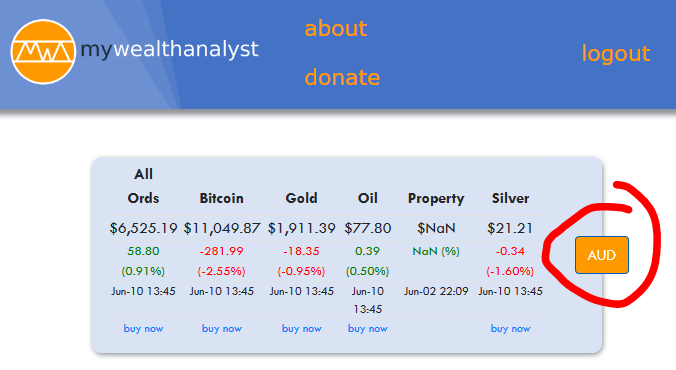 MWA mywealthanalyst
about
donate
logout
All
Ords Bitcoin Gold Oil Property Silver
$6,525.19 $11,049.87 $1,911.39 $77.80 $NaN $21.21
58.80 -281.99 -18.35 0.39 NaN (%) -0.34
(0.91%) (-2.55%) (-0.95%) (0.50%) (-1.60%)
Jun-10 13:45 Jun-10 13:45 Jun-10 13:45 Jun-10 Jun-02 22:09 Jun-10 13:45
13:45
buy now buy now buy now buy now buy now
AUD